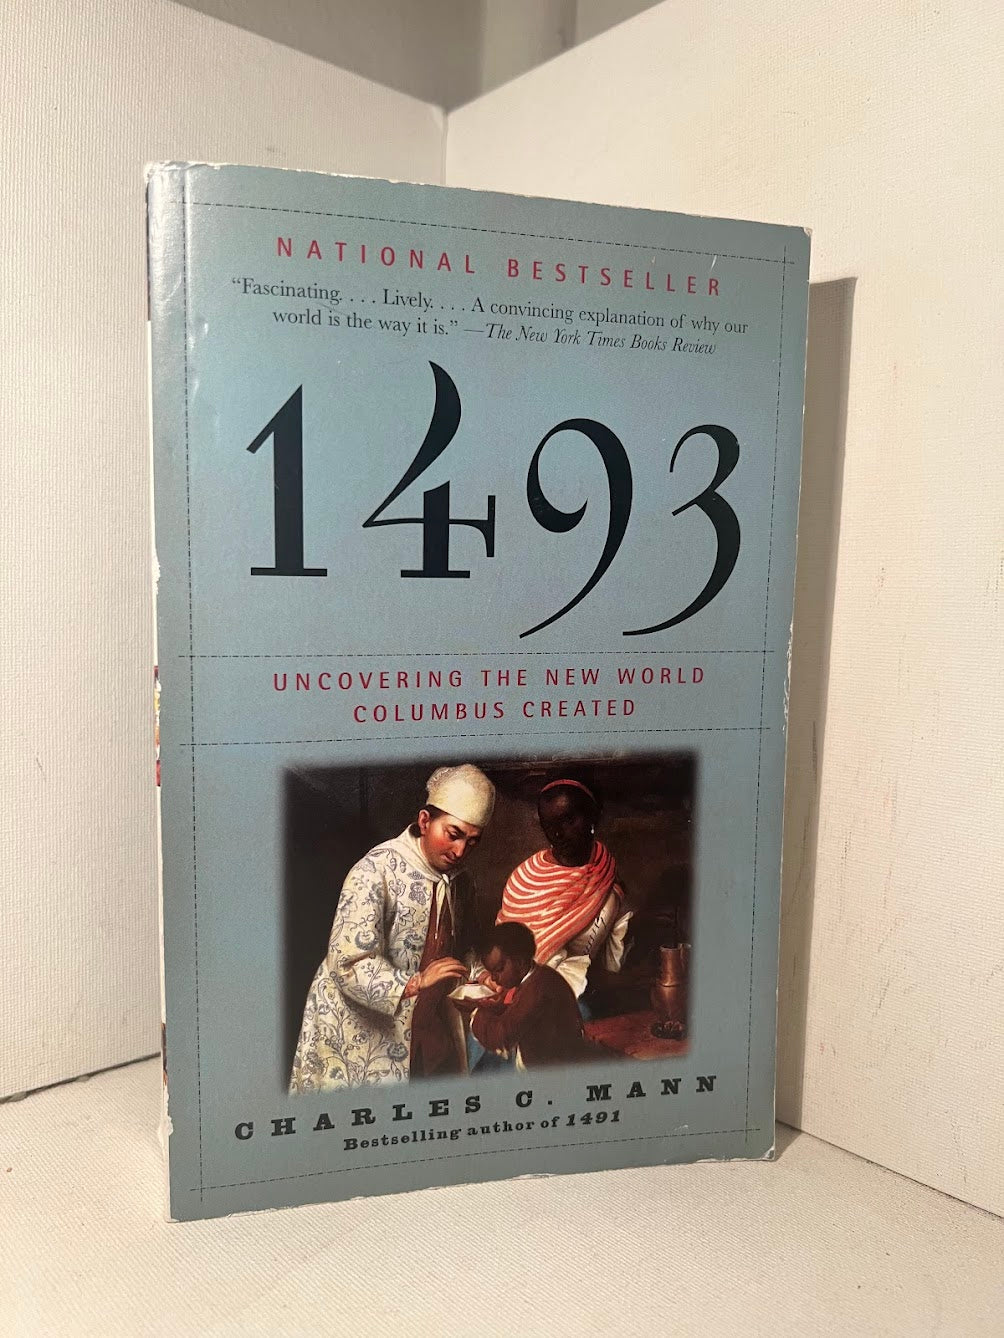 NATIONAL BESTSELLER
“Fascinating. . . . Lively. . . . A convincing explanation of why our
world is the way it is.” —The New York Times Books Review
1493
UNCOVERING THE NEW WORLD
COLUMBUS CREATED
CHARLES C. MANN
Bestselling author of 1491